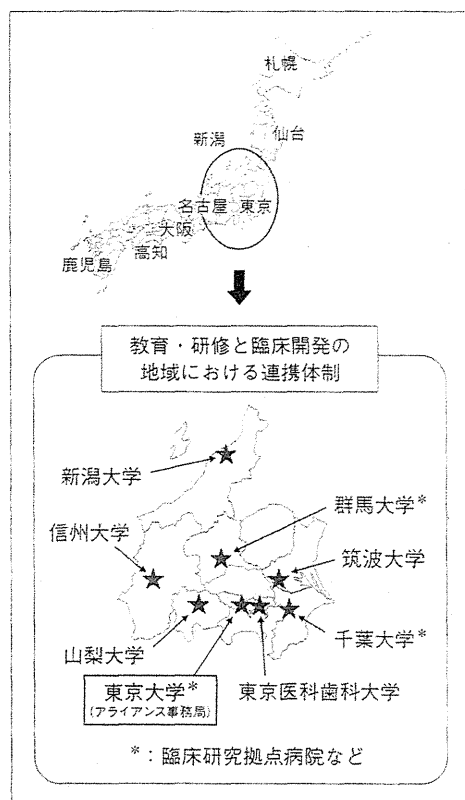 札幌
新潟
仙台
名古屋 東京
大阪
高知
鹿児島
教育・研修と臨床開発の
地域における連携体制
新潟大学
群馬大学*
信州大学
筑波大学
山梨大学
千葉大学*
東京大学*
(アライアンス事務局)
東京医科歯科大学
*:臨床研究拠点病院など